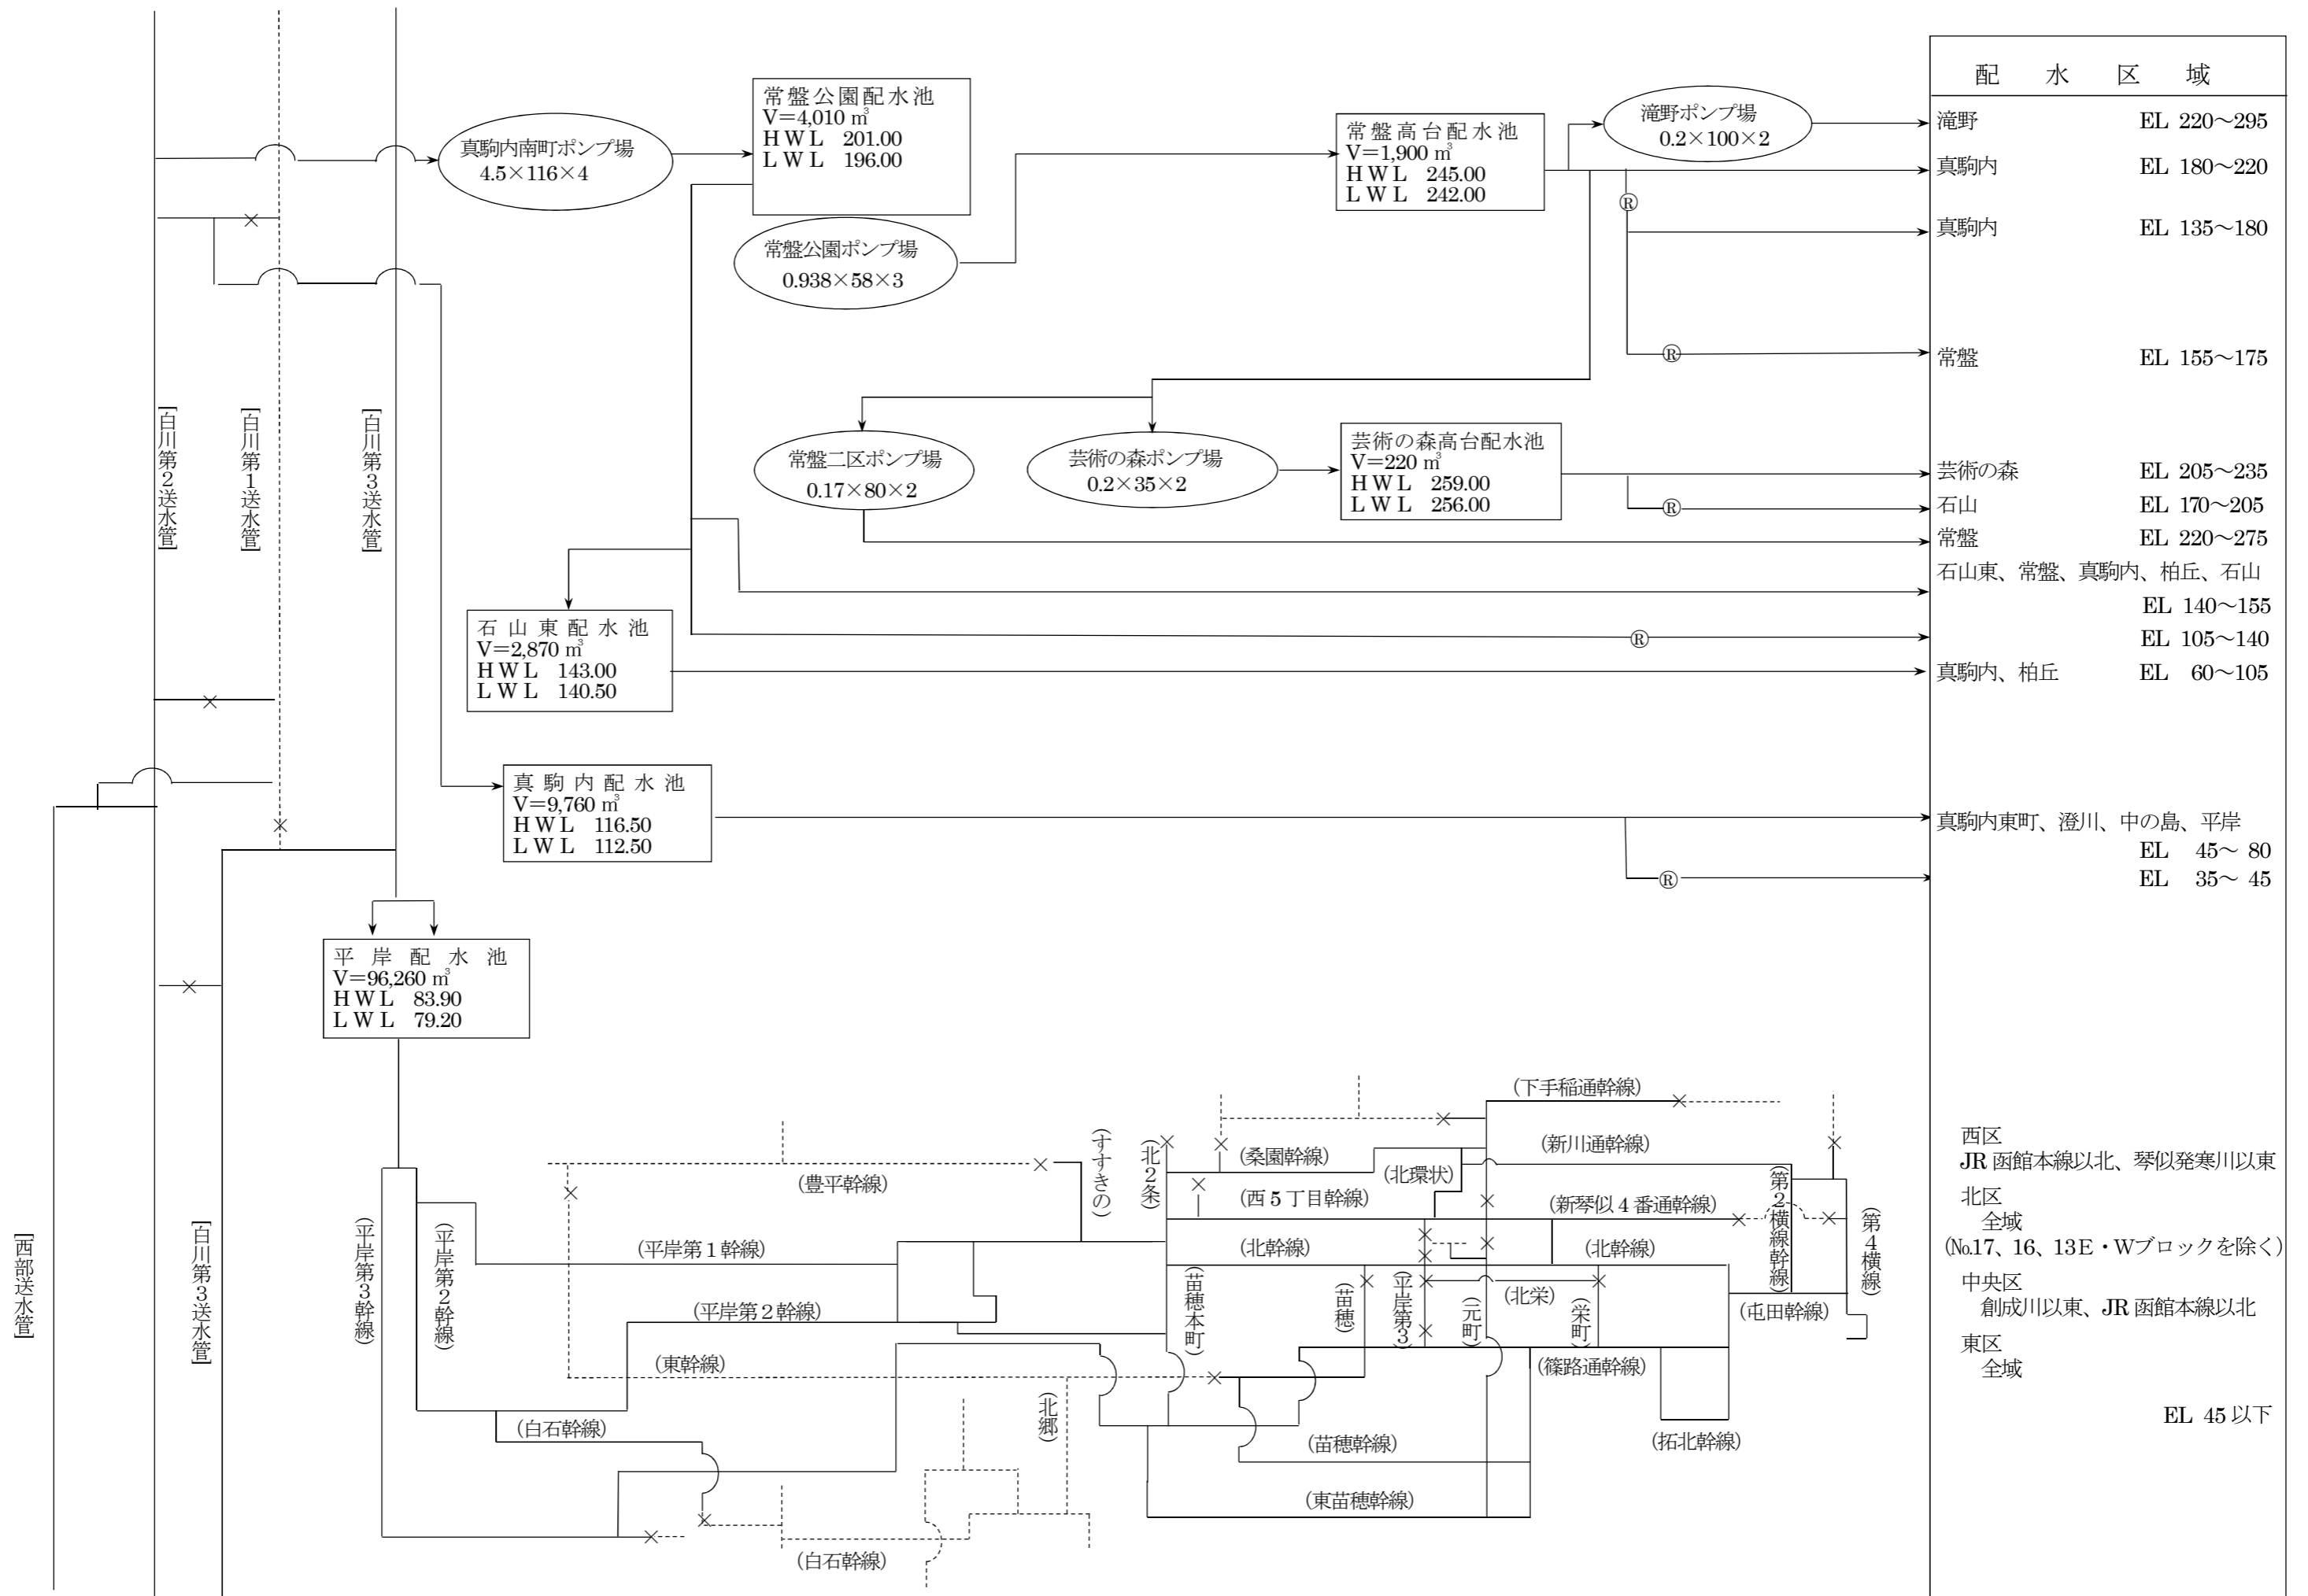 配水区域
常盤公園配水池
V=4,010 ㎥
HWL 201.00
LWL 196.00
真駒内南町ポンプ場
4.5×116×4
常盤公園ポンプ場
0.938×58×3
常盤高台配水池
V=1,900 ㎥
HWL 245.00
LWL 242.00
滝野ポンプ場
0.2×100×2
滝野 EL 220～295
真駒内 EL 180～220
Ⓡ
真駒内 EL 135～180
Ⓡ
常盤 EL 155～175
[白川第2送水管]
[白川第1送水管]
[白川第3送水管]
常盤二区ポンプ場
0.17×80×2
芸術の森ポンプ場
0.2×35×2
芸術の森高台配水池
V=220 ㎥
HWL 259.00
LWL 256.00
芸術の森 EL 205～235
Ⓡ
石山 EL 170～205
常盤 EL 220～275
石山東、常盤、真駒内、柏丘、石山
EL 140～155
Ⓡ
EL 105～140
石山東配水池
V=2,870 ㎥
HWL 143.00
LWL 140.50
真駒内、柏丘 EL 60～105
真駒内配水池
V=9,760 ㎥
HWL 116.50
LWL 112.50
真駒内東町、澄川、中の島、平岸
EL 45～ 80
Ⓡ
EL 35～ 45
平岸配水池
V=96,260 ㎥
HWL 83.90
LWL 79.20
[西部送水管]
[白川第3送水管]
(平岸第3幹線)
(平岸第2幹線)
(豊平幹線)
(すすきの)
(北2条)
(平岸第1幹線)
(平岸第2幹線)
(東幹線)
(白石幹線)
(北郷)
(白石幹線)
(下手稲通幹線)
(桑園幹線)
(北環状)
(新川通幹線)
(西5丁目幹線)
(新琴似4番通幹線)
(第2横線幹線)
(第4横線)
(北幹線)
(北幹線)
(苗穂本町)
(苗穂)
(平岸第3)
(元町)
(北栄)
(栄町)
(屯田幹線)
(篠路通幹線)
(苗穂幹線)
(拓北幹線)
(東苗穂幹線)
西区
JR函館本線以北、琴似発寒川以東
北区
全域
(№17、16、13E・Wブロックを除く)
中央区
創成川以東、JR函館本線以北
東区
全域
EL 45以下